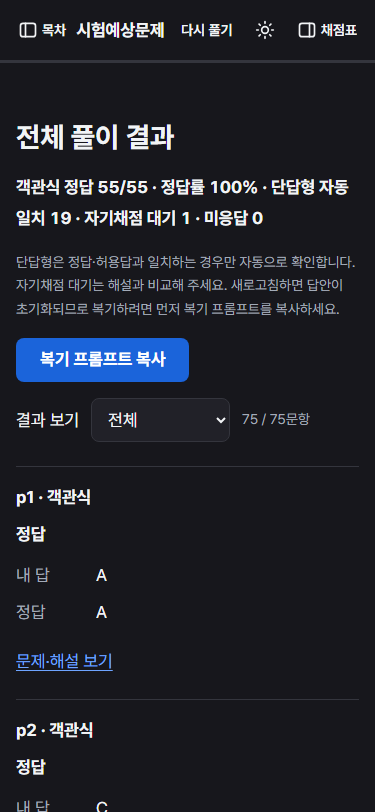 목차 시험예상문제 다시 풀기 채점표
전체 풀이 결과
객관식 정답 55/55 · 정답률 100% · 단답형 자동
일치 19 · 자기채점 대기 1 · 미응답 0
단답형은 정답·허용답과 일치하는 경우만 자동으로 확인합니다.
자기채점 대기는 해설과 비교해 주세요. 새로고침하면 답안이
초기화되므로 복기하려면 먼저 복기 프롬프트를 복사하세요.
복기 프롬프트 복사
결과 보기 전체 75 / 75문항
p1 · 객관식
정답
내 답 A
정답 A
문제·해설 보기
p2 · 객관식
정답
내 답 C